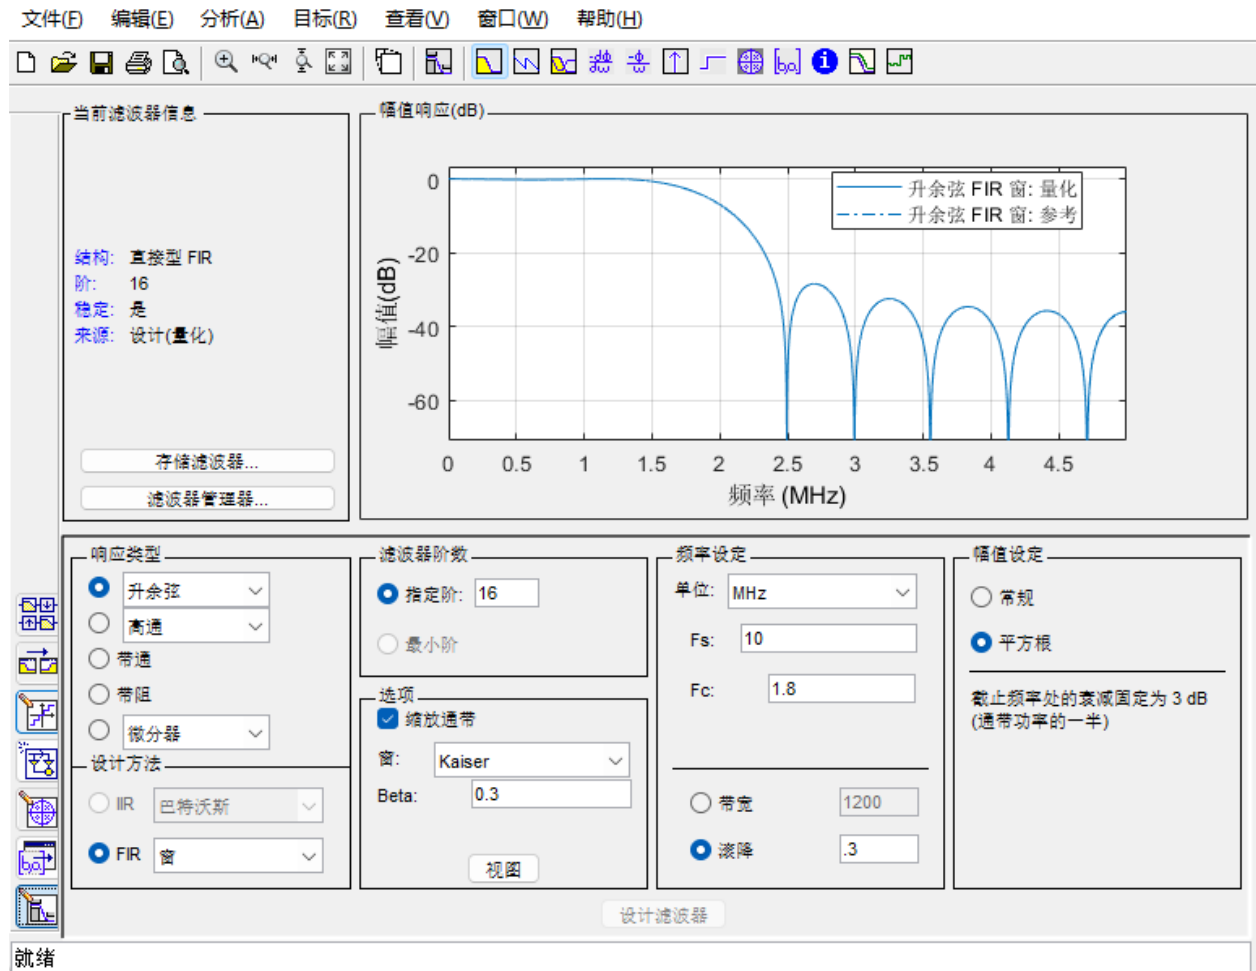 文件(F) 编辑(E) 分析(A) 目标(R) 查看(V) 窗口(W) 帮助(H)
当前滤波器信息
结构: 直接型 FIR
阶: 16
稳定: 是
来源: 设计(量化)
存储滤波器...
滤波器管理器...
幅值响应(dB)
升余弦 FIR 窗: 量化
升余弦 FIR 窗: 参考
幅值(dB)
0
-20
-40
-60
0 0.5 1 1.5 2 2.5 3 3.5 4 4.5
频率 (MHz)
响应类型
升余弦
高通
带通
带阻
微分器
设计方法
IIR 巴特沃斯
FIR 窗
滤波器阶数
指定阶: 16
最小阶
选项
缩放通带
窗: Kaiser
Beta: 0.3
视图
频率设定
单位: MHz
Fs: 10
Fc: 1.8
带宽 1200
滚降 .3
幅值设定
常规
平方根
截止频率处的衰减固定为 3 dB
(通带功率的一半)
设计滤波器
就绪